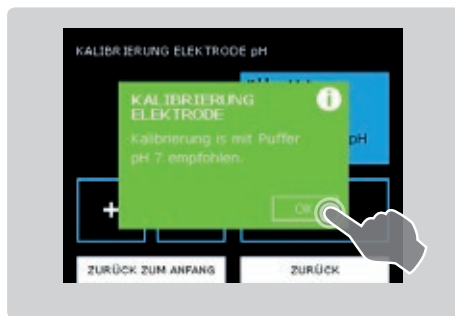 KALIBRIERUNG ELEKTRODE pH
KALIBRIERUNG
ELEKTRODE
i
Kalibrierung is mit Puffer
pH 7 empfohlen.
pH
OK
+
ZURÜCK ZUM ANFANG
ZURÜCK